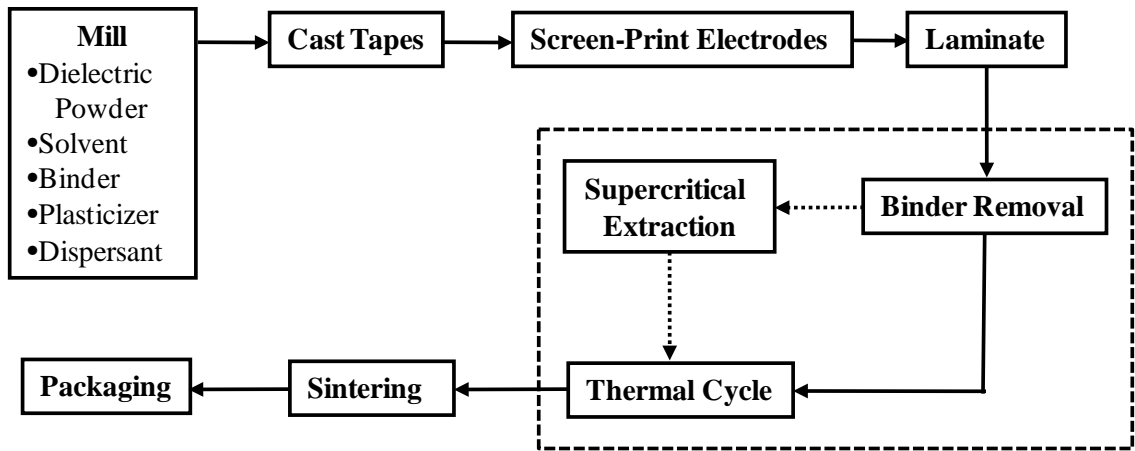 Mill
•Dielectric
Powder
•Solvent
•Binder
•Plasticizer
•Dispersant
Cast Tapes
Screen-Print Electrodes
Laminate
Supercritical
Extraction
Binder Removal
Packaging
Sintering
Thermal Cycle